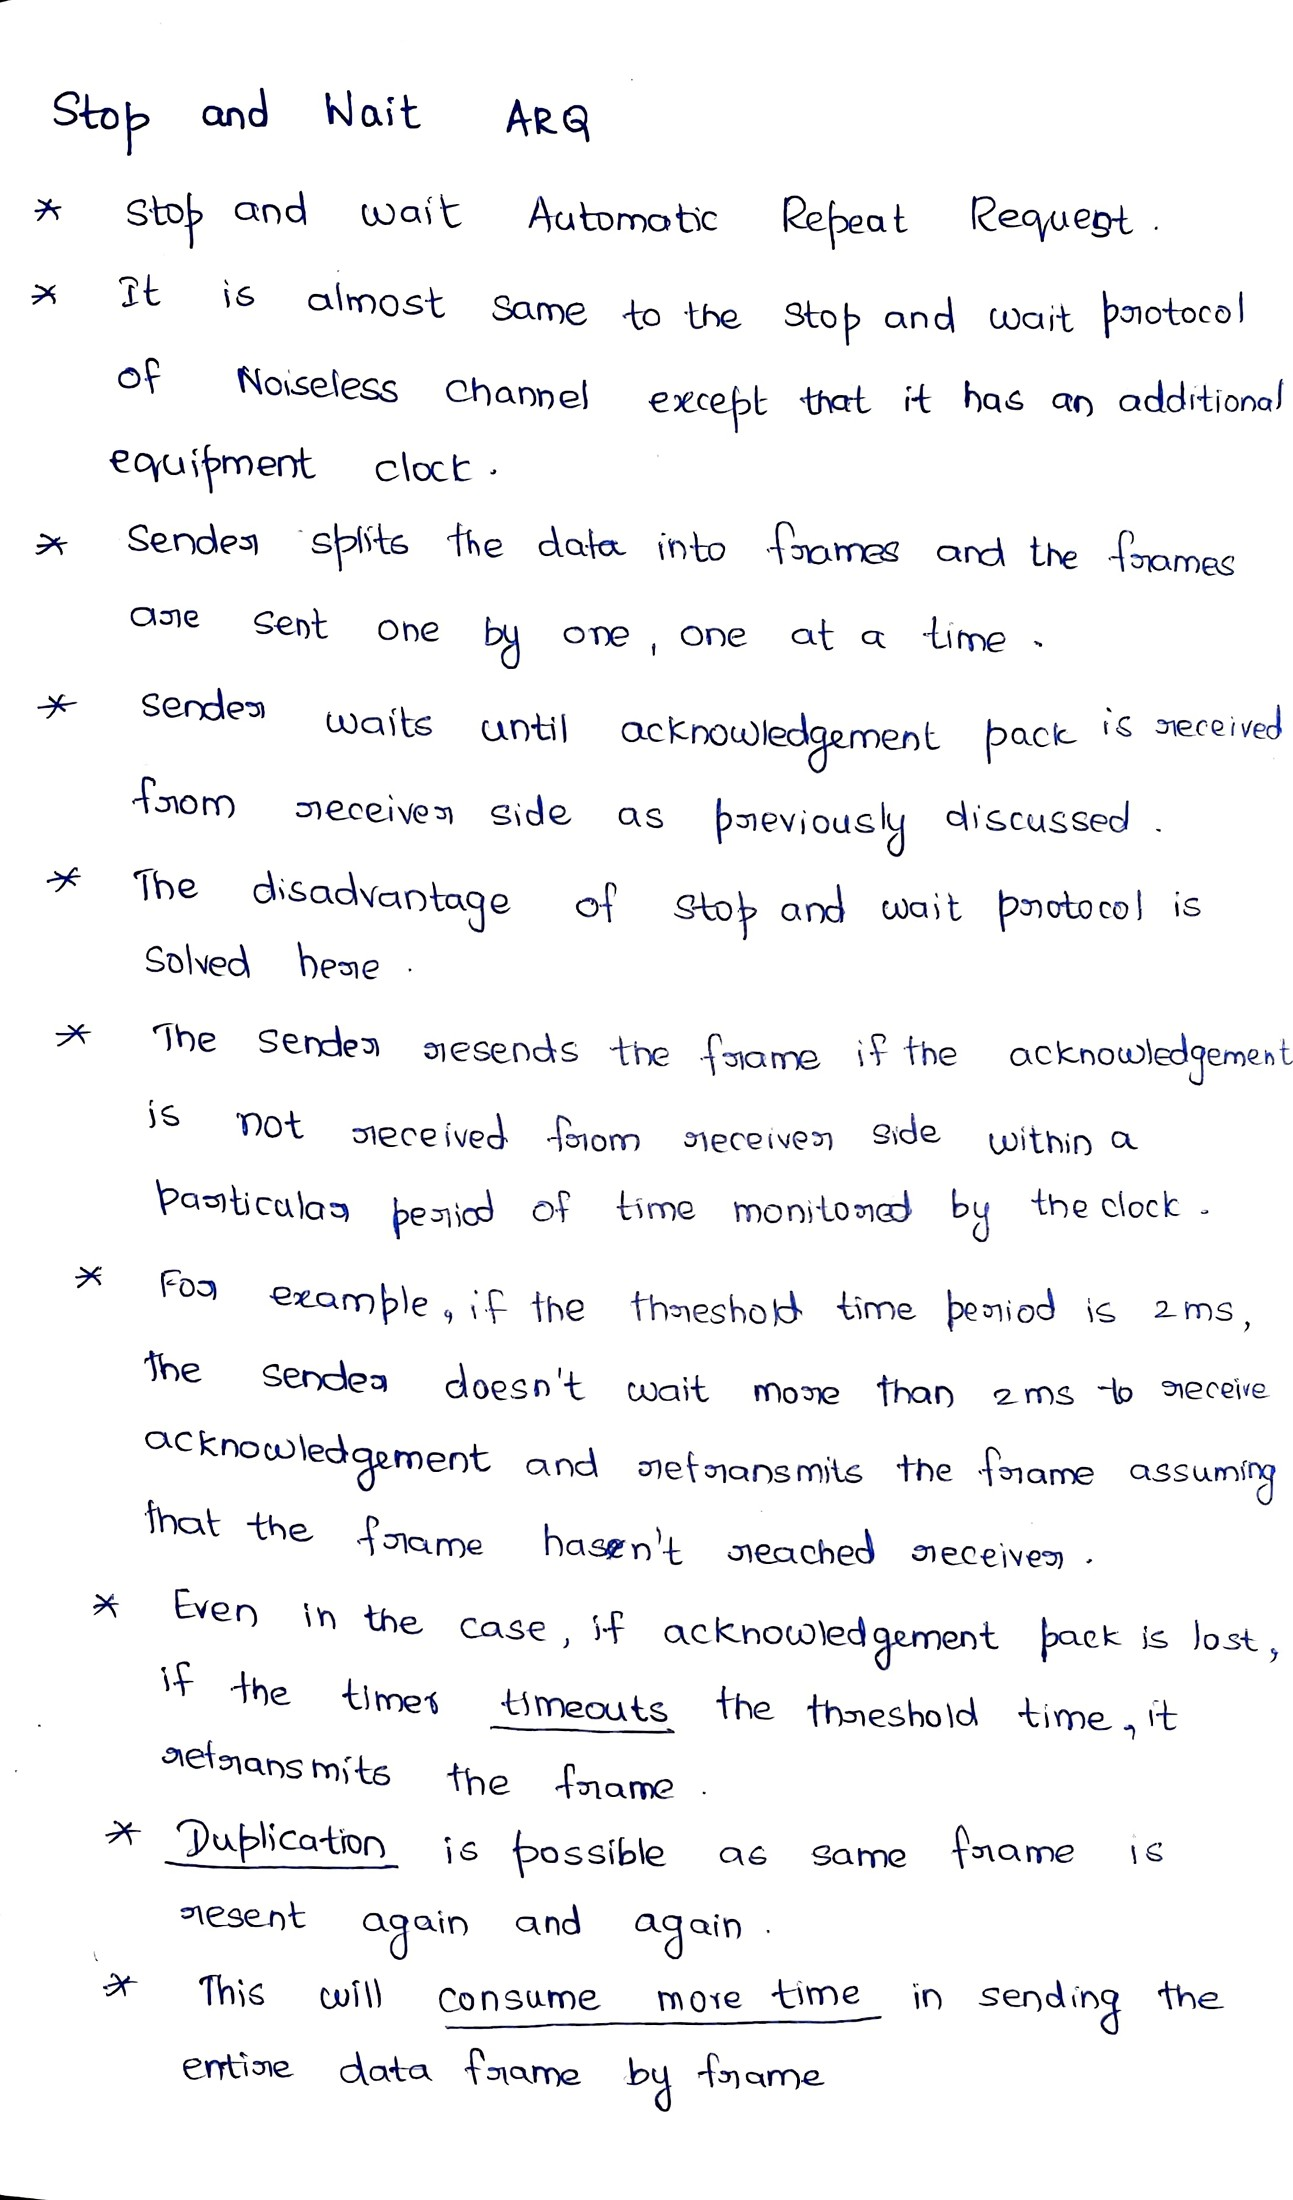 Stop and Wait ARQ
* Stop and wait Automatic Repeat Request.
* It is almost same to the stop and wait protocol
of Noiseless Channel except that it has an additional
equipment clock.
* Sender splits the data into frames and the frames
are sent one by one, one at a time.
* Sender waits until acknowledgement pack is received
from receiver side as previously discussed.
* The disadvantage of stop and wait protocol is
solved here.
* The sender resends the frame if the acknowledgement
is not received from receiver side within a
particular period of time monitored by the clock.
* For example, if the threshold time period is 2ms,
the sender doesn't wait more than 2ms to receive
acknowledgement and retransmits the frame assuming
that the frame hasen't reached receiver.
* Even in the case, if acknowledgement pack is lost,
if the timer timeouts the threshold time, it
retransmits the frame.
* Duplication is possible as same frame is
resent again and again.
* This will consume more time in sending the
entire data frame by frame